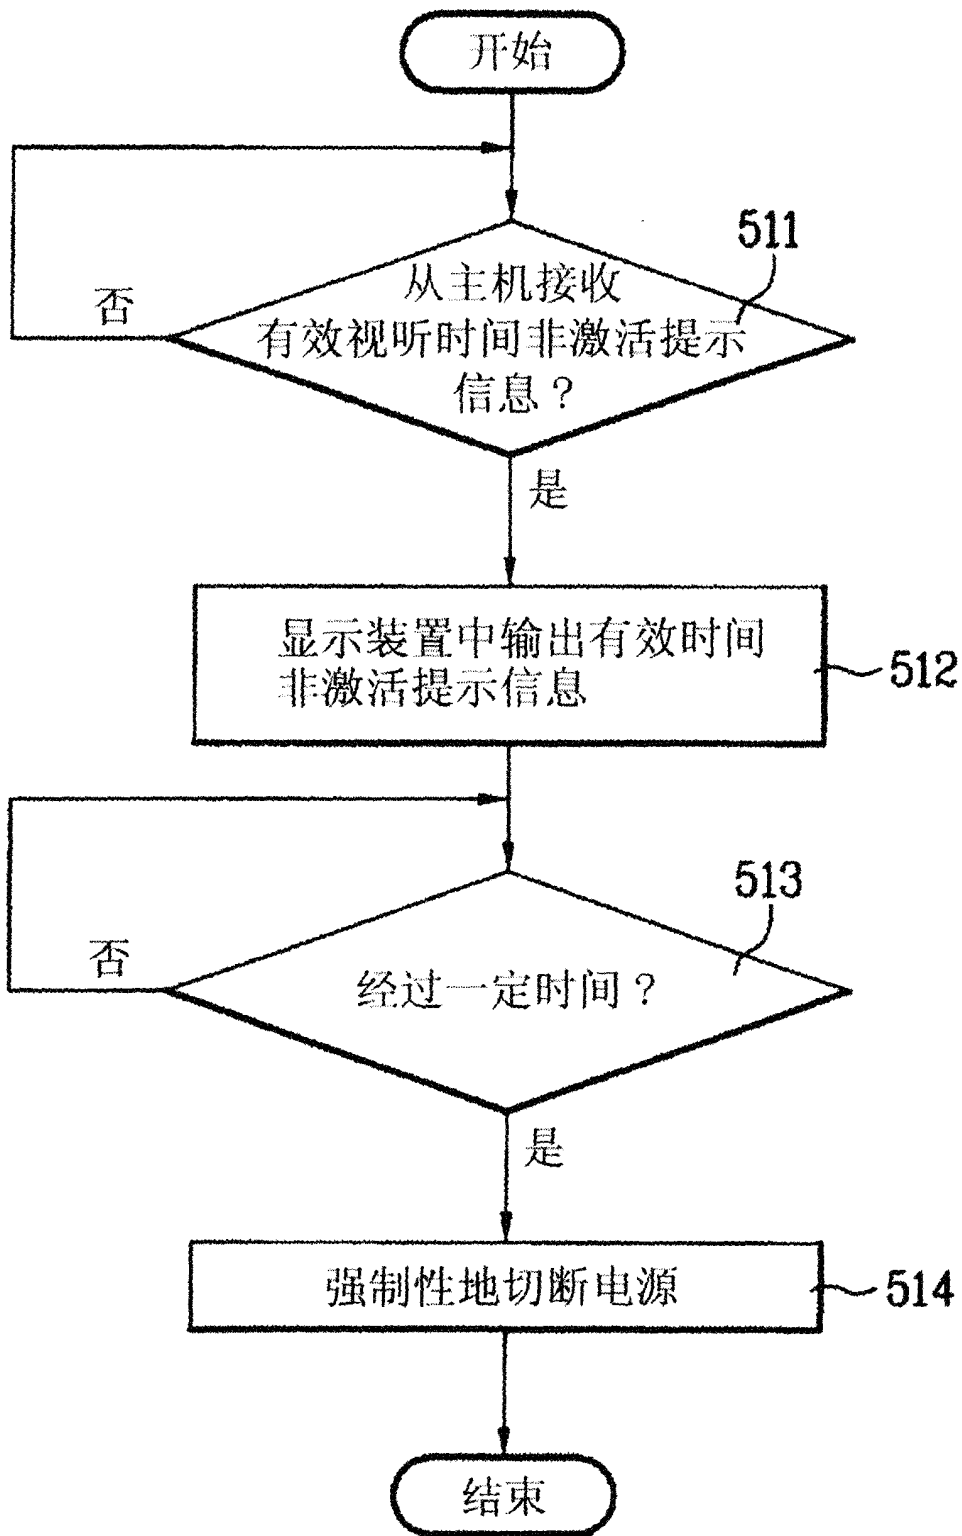 开始
511
从主机接收
有效视听时间非激活提示
信息？
否
是
显示装置中输出有效时间
非激活提示信息
512
513
经过一定时间？
否
是
强制性地切断电源
514
结束